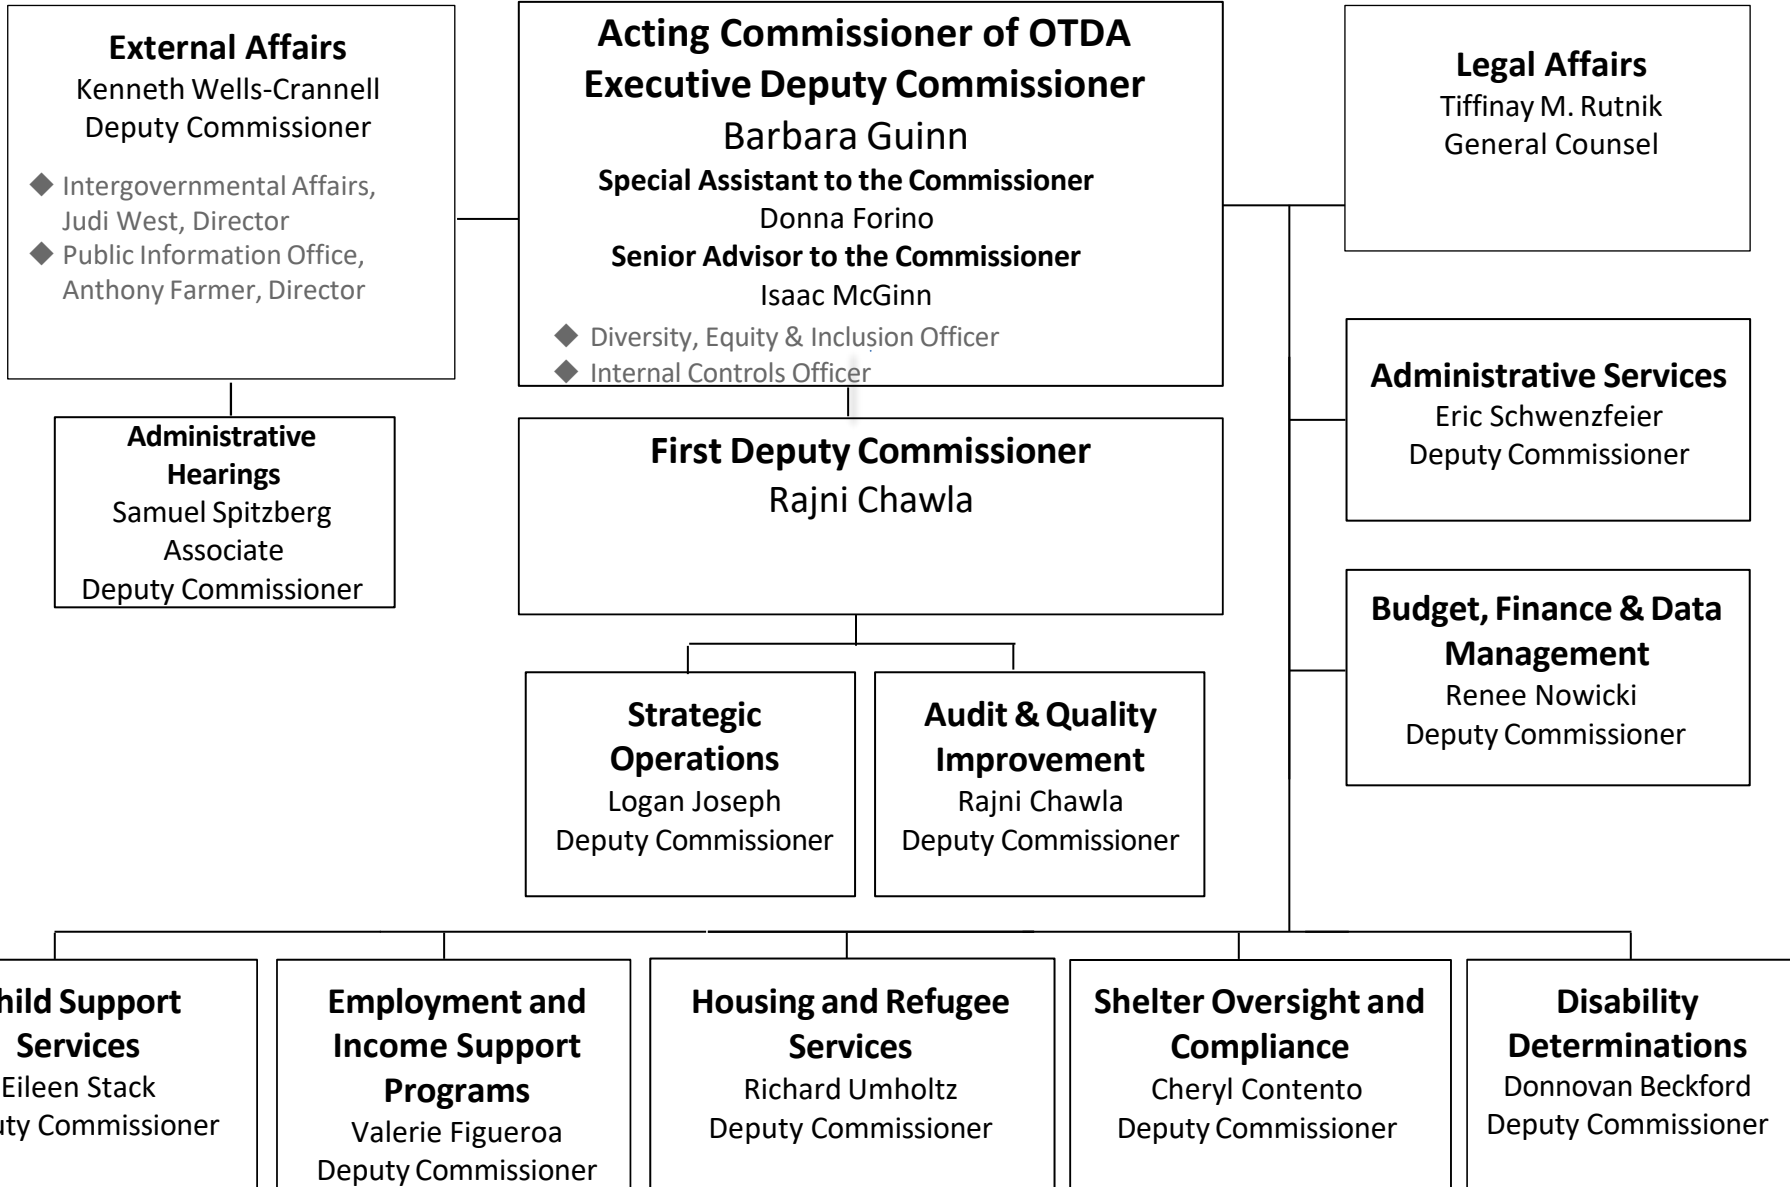 External Affairs
Kenneth Wells-Crannell
Deputy Commissioner
◆ Intergovernmental Affairs,
Judi West, Director
◆ Public Information Office,
Anthony Farmer, Director
Acting Commissioner of OTDA
Executive Deputy Commissioner
Barbara Guinn
Special Assistant to the Commissioner
Donna Forino
Senior Advisor to the Commissioner
Isaac McGinn
◆ Diversity, Equity & Inclusion Officer
◆ Internal Controls Officer
Legal Affairs
Tiffinay M. Rutnik
General Counsel
Administrative
Hearings
Samuel Spitzberg
Associate
Deputy Commissioner
First Deputy Commissioner
Rajni Chawla
Administrative Services
Eric Schwenzfeier
Deputy Commissioner
Budget, Finance & Data
Management
Renee Nowicki
Deputy Commissioner
Strategic
Operations
Logan Joseph
Deputy Commissioner
Audit & Quality
Improvement
Rajni Chawla
Deputy Commissioner
hild Support
Services
Eileen Stack
uty Commissioner
Employment and
Income Support
Programs
Valerie Figueroa
Deputy Commissioner
Housing and Refugee
Services
Richard Umholtz
Deputy Commissioner
Shelter Oversight and
Compliance
Cheryl Contento
Deputy Commissioner
Disability
Determinations
Donnovan Beckford
Deputy Commissioner